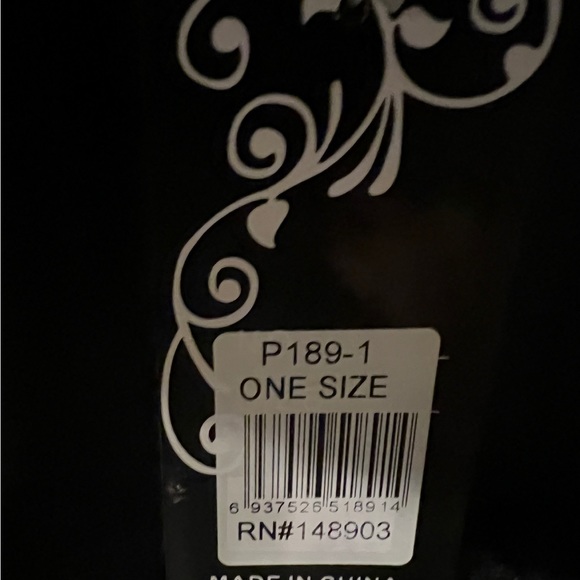 P189-1
ONE SIZE
6 937526 518914
RN#148903
MADE IN CHINA